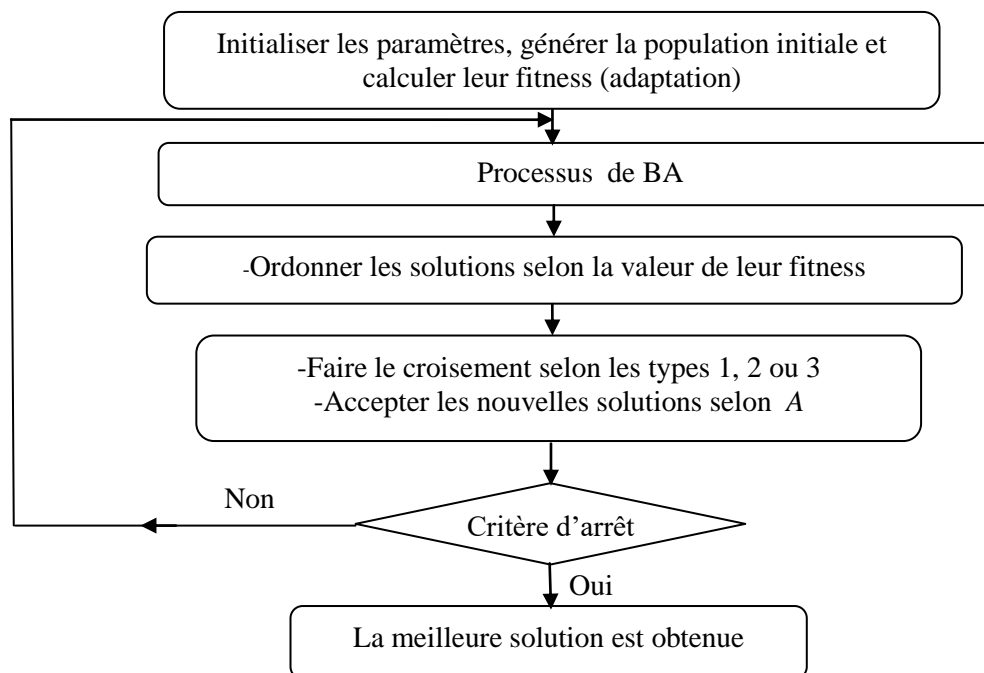 Initialiser les paramètres, générer la population initiale et
calculer leur fitness (adaptation)
Processus de BA
-Ordonner les solutions selon la valeur de leur fitness
-Faire le croisement selon les types 1, 2 ou 3
-Accepter les nouvelles solutions selon A
Non
Critère d'arrêt
Oui
La meilleure solution est obtenue